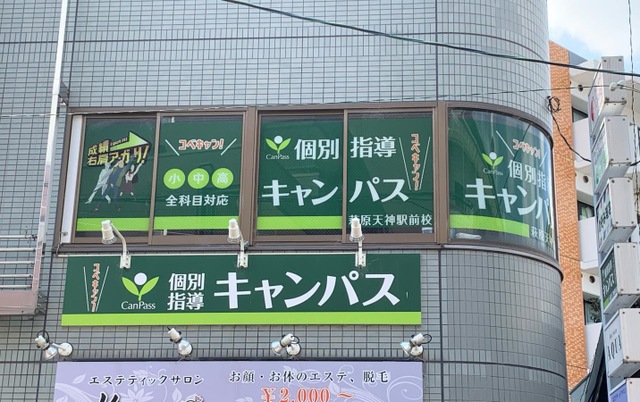 成績
右肩アガリ!
コベキャン!
小中高
全科目対応
CanPass
個別 指導
キャンパス
コベキャン!
萩原天神駅前校
コベキャン!
CanPass
個別 指
キャンパ
コベキャン!
CanPass
個別
指導
キャンパス
エステティックサロン
お顔・お体のエステ、脱毛
¥2,000～